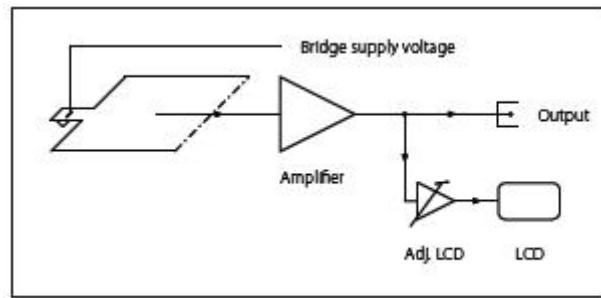 Bridge supply voltage
Output
Amplifier
Adj. LCD
LCD